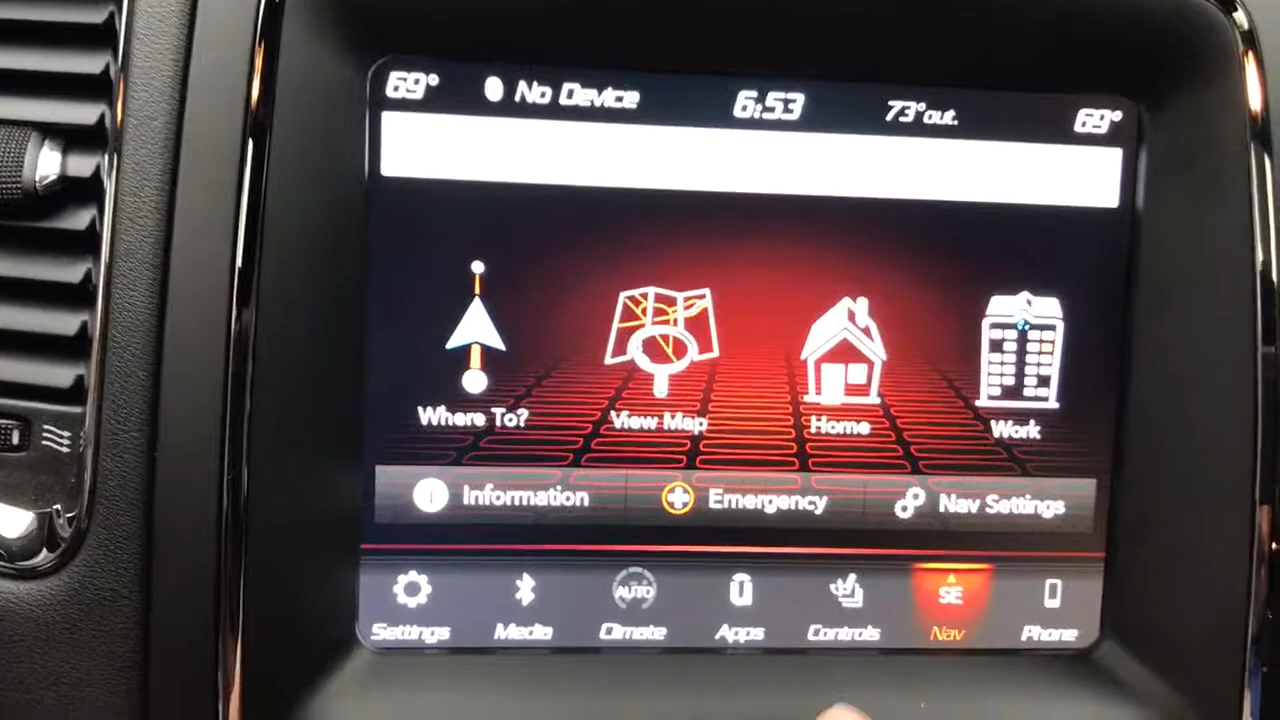 69° No Device 6:53 73°out. 69°
Where To? View Map Home Work
Information Emergency Nav Settings
AUTO SE
Settings Media Climate Apps Controls Nav Phone